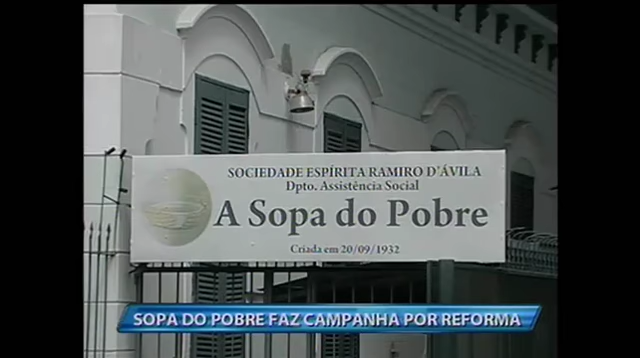 SOCIEDADE ESPÍRITA RAMIRO D'ÁVILA
Dpto. Assistência Social
A Sopa do Pobre
Criada em 20/09/1932
SOPA DO POBRE FAZ CAMPANHA POR REFORMA